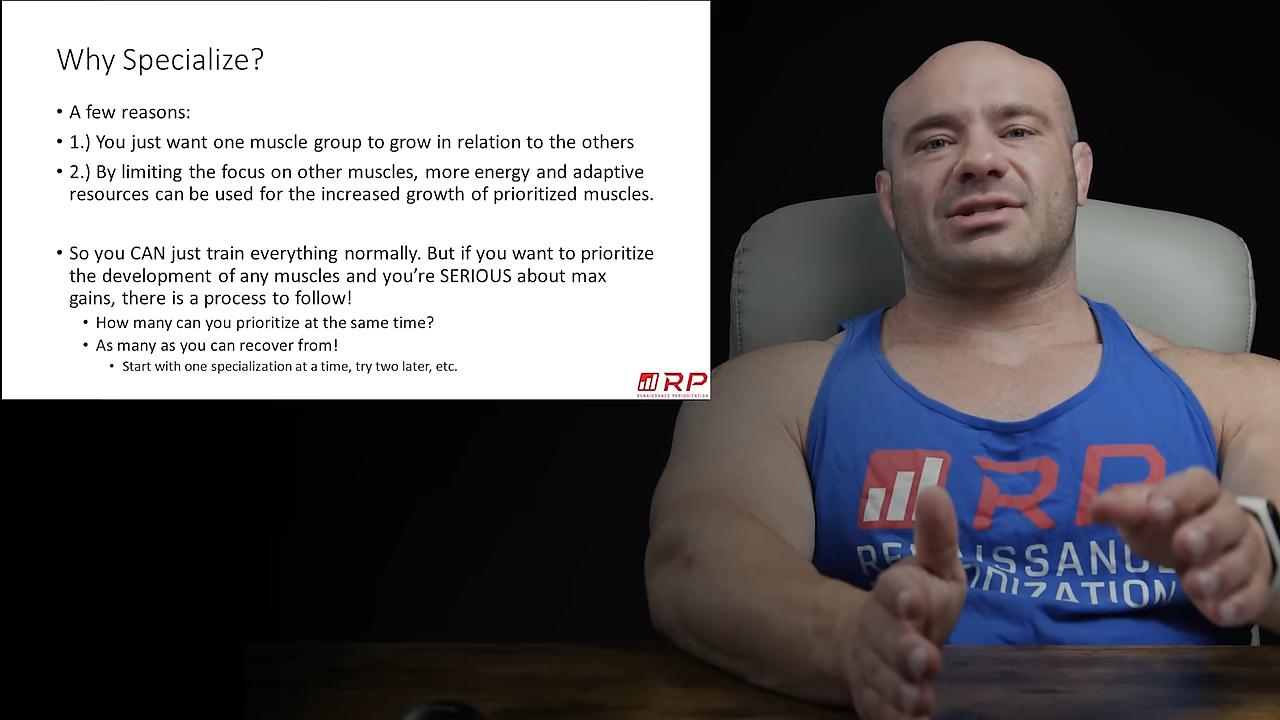 Why Specialize?
• A few reasons:
• 1.) You just want one muscle group to grow in relation to the others
• 2.) By limiting the focus on other muscles, more energy and adaptive
resources can be used for the increased growth of prioritized muscles.
• So you CAN just train everything normally. But if you want to prioritize
the development of any muscles and you're SERIOUS about max
gains, there is a process to follow!
• How many can you prioritize at the same time?
• As many as you can recover from!
• Start with one specialization at a time, try two later, etc.
RP
RENAISSANCE PERIODIZATION
RP